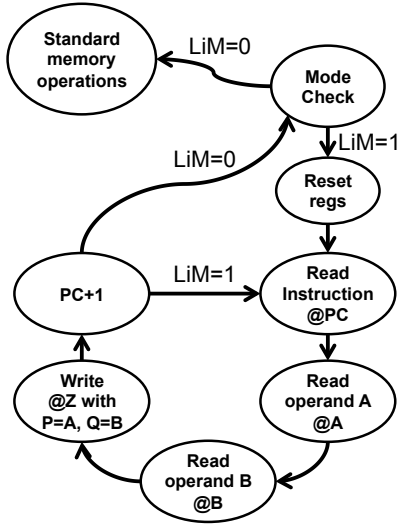 Standard
memory
operations
LiM=0
Mode
Check
LiM=1
LiM=0
Reset
regs
PC+1
LiM=1
Read
Instruction
@PC
Write
@Z with
P=A, Q=B
Read
operand A
@A
Read
operand B
@B